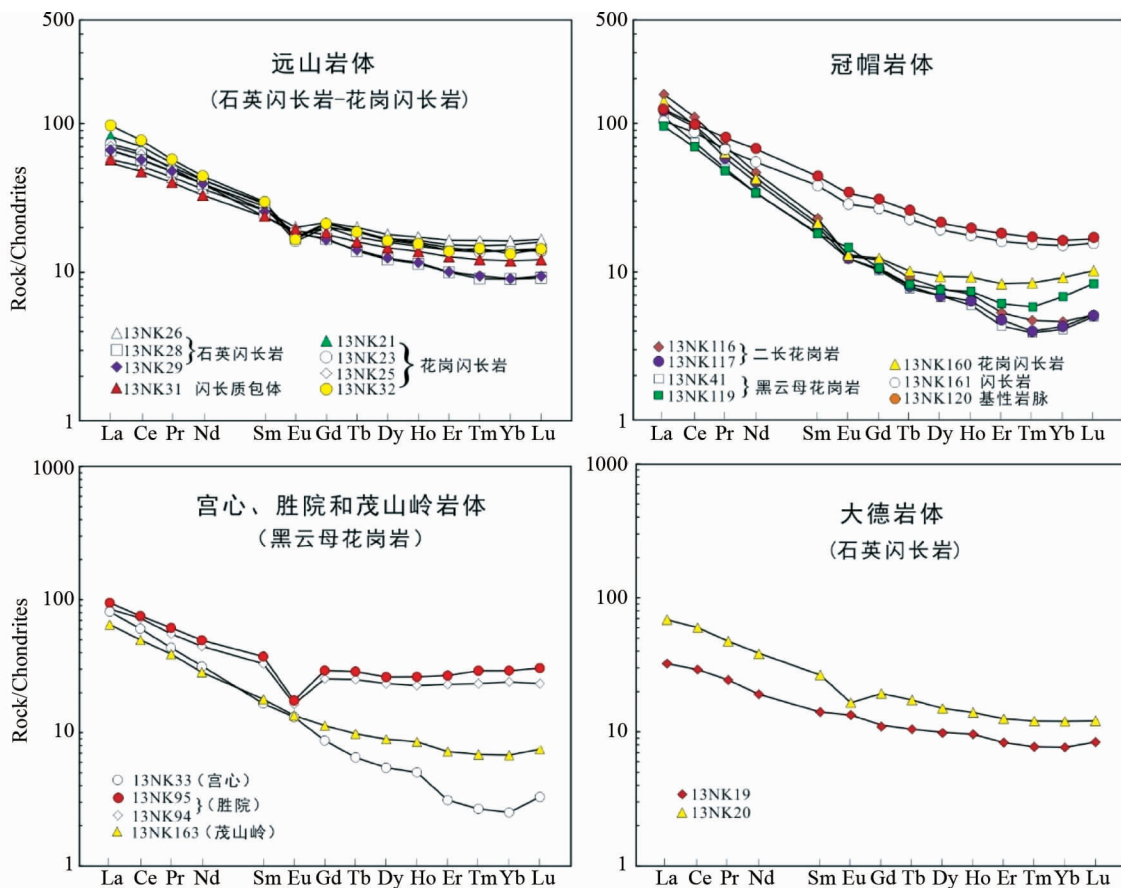 远山岩体
(石英闪长岩-花岗闪长岩)
500
100
10
1
Rock/Chondrites
13NK26
13NK28
13NK29
石英闪长岩
13NK31 闪长质包体
13NK21
13NK23
13NK25
13NK32
花岗闪长岩
La Ce Pr Nd Sm Eu Gd Tb Dy Ho Er Tm Yb Lu
冠帽岩体
500
100
10
1
13NK116
13NK117
二长花岗岩
13NK41
13NK119
黑云母花岗岩
13NK160 花岗闪长岩
13NK161 闪长岩
13NK120 基性岩脉
La Ce Pr Nd Sm Eu Gd Tb Dy Ho Er Tm Yb Lu
宫心、胜院和茂山岭岩体
(黑云母花岗岩)
1000
100
10
1
Rock/Chondrites
13NK33(宫心)
13NK95
13NK94
(胜院)
13NK163(茂山岭)
La Ce Pr Nd Sm Eu Gd Tb Dy Ho Er Tm Yb Lu
大德岩体
(石英闪长岩)
1000
100
10
1
13NK19
13NK20
La Ce Pr Nd Sm Eu Gd Tb Dy Ho Er Tm Yb Lu